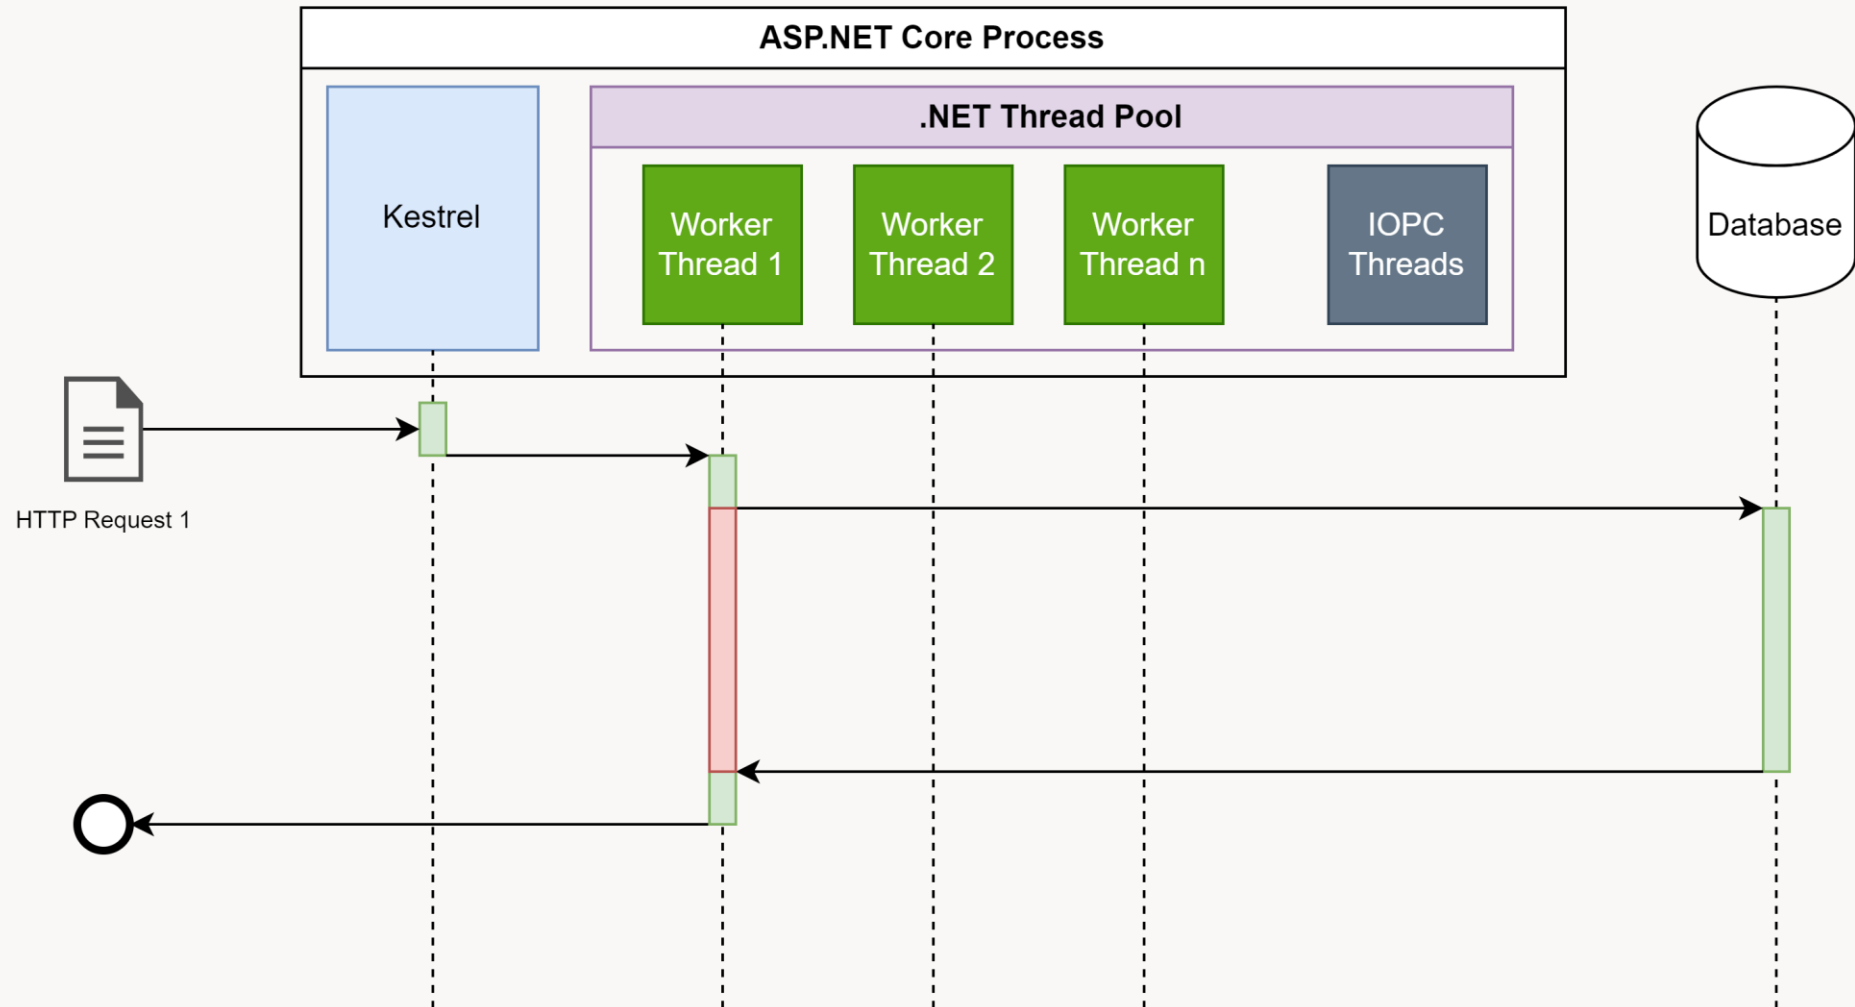 ASP.NET Core Process
.NET Thread Pool
Kestrel
Worker
Thread 1
Worker
Thread 2
Worker
Thread n
IOPC
Threads
Database
HTTP Request 1